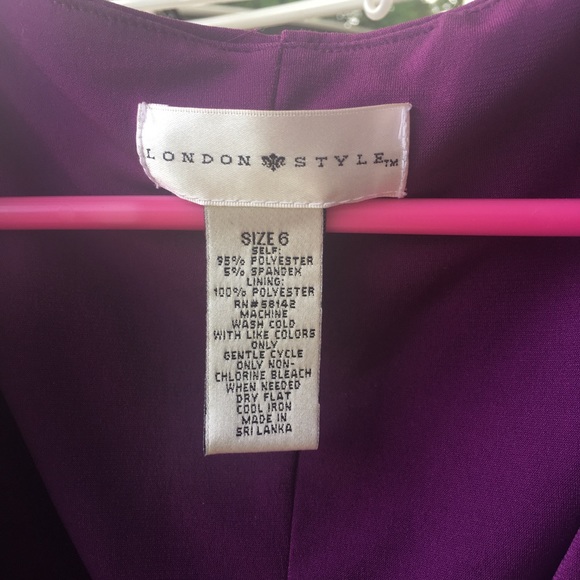 LONDON STYLE™
SIZE 6
SELF:
95% POLYESTER
5% SPANDEX
LINING:
100% POLYESTER
RN#58142
MACHINE
WASH COLD
WITH LIKE COLORS
ONLY
GENTLE CYCLE
ONLY NON-
CHLORINE BLEACH
WHEN NEEDED
DRY FLAT
COOL IRON
MADE IN
SRI LANKA